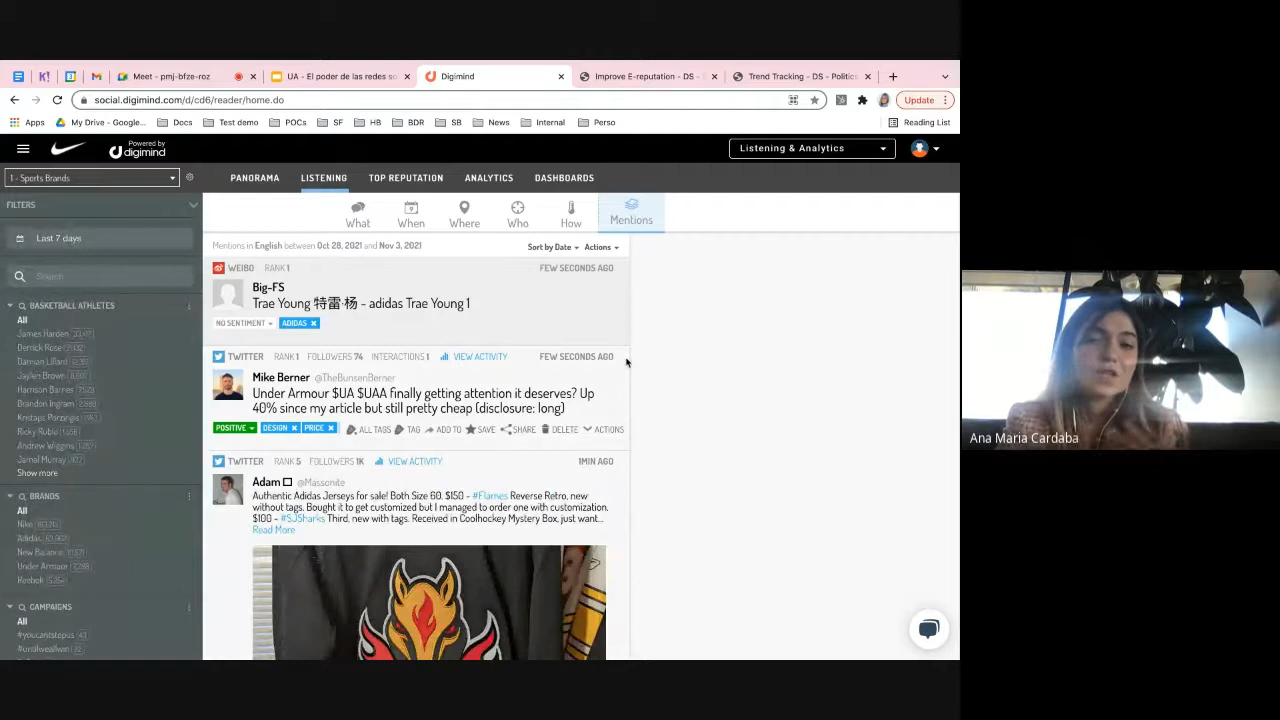 Meet - pmj-bfze-roz
UA - El poder de las redes so
Digimind
Improve E-reputation - DS -
Trend Tracking - DS - Politics
social.digimind.com/d/cd6/reader/home.do
Update
Apps
My Drive - Google...
Docs
Test demo
POCs
SF
HB
BDR
SB
News
Internal
Perso
Reading List
Powered by
digimind
Listening & Analytics
1 - Sports Brands
PANORAMA
LISTENING
TOP REPUTATION
ANALYTICS
DASHBOARDS
FILTERS
Last 7 days
Search
What
When
Where
Who
How
Mentions
BASKETBALL ATHLETES
All
James Harden
Derrick Rose
Damian Lillard
Jaylen Brown
Harrison Barnes
Brandon Ingram
Kristaps Porzingis
Ricky Rubio
Andrew Wiggins
Jamal Murray
Show more
BRANDS
All
Nike
Adidas
New Balance
Under Armour
Reebok
CAMPAIGNS
All
#youcantstopus 43
#untilweallwin
Mentions in English between Oct 28, 2021 and Nov 3, 2021
Sort by Date
Actions
WEIBO RANK 1 FEW SECONDS AGO
Big-FS
Trae Young 特雷·杨 - adidas Trae Young 1
NO SENTIMENT ADIDAS ×
TWITTER RANK 1 FOLLOWERS 74 INTERACTIONS 1 VIEW ACTIVITY FEW SECONDS AGO
Mike Berner @TheBunsenBerner
Under Armour $UA $UAA finally getting attention it deserves? Up
40% since my article but still pretty cheap (disclosure: long)
POSITIVE DESIGN × PRICE × ALL TAGS TAG ADD TO SAVE SHARE DELETE ACTIONS
TWITTER RANK 5 FOLLOWERS 1K VIEW ACTIVITY 1MIN AGO
Adam @Massonite
Authentic Adidas Jerseys for sale! Both Size 60, $150 - #Flames Reverse Retro, new
without tags. Bought it to get customized but I managed to order one with customization.
$100 - #SJSharks Third, new with tags. Received in Coolhockey Mystery Box, just want...
Read More
Ana Maria Cardaba